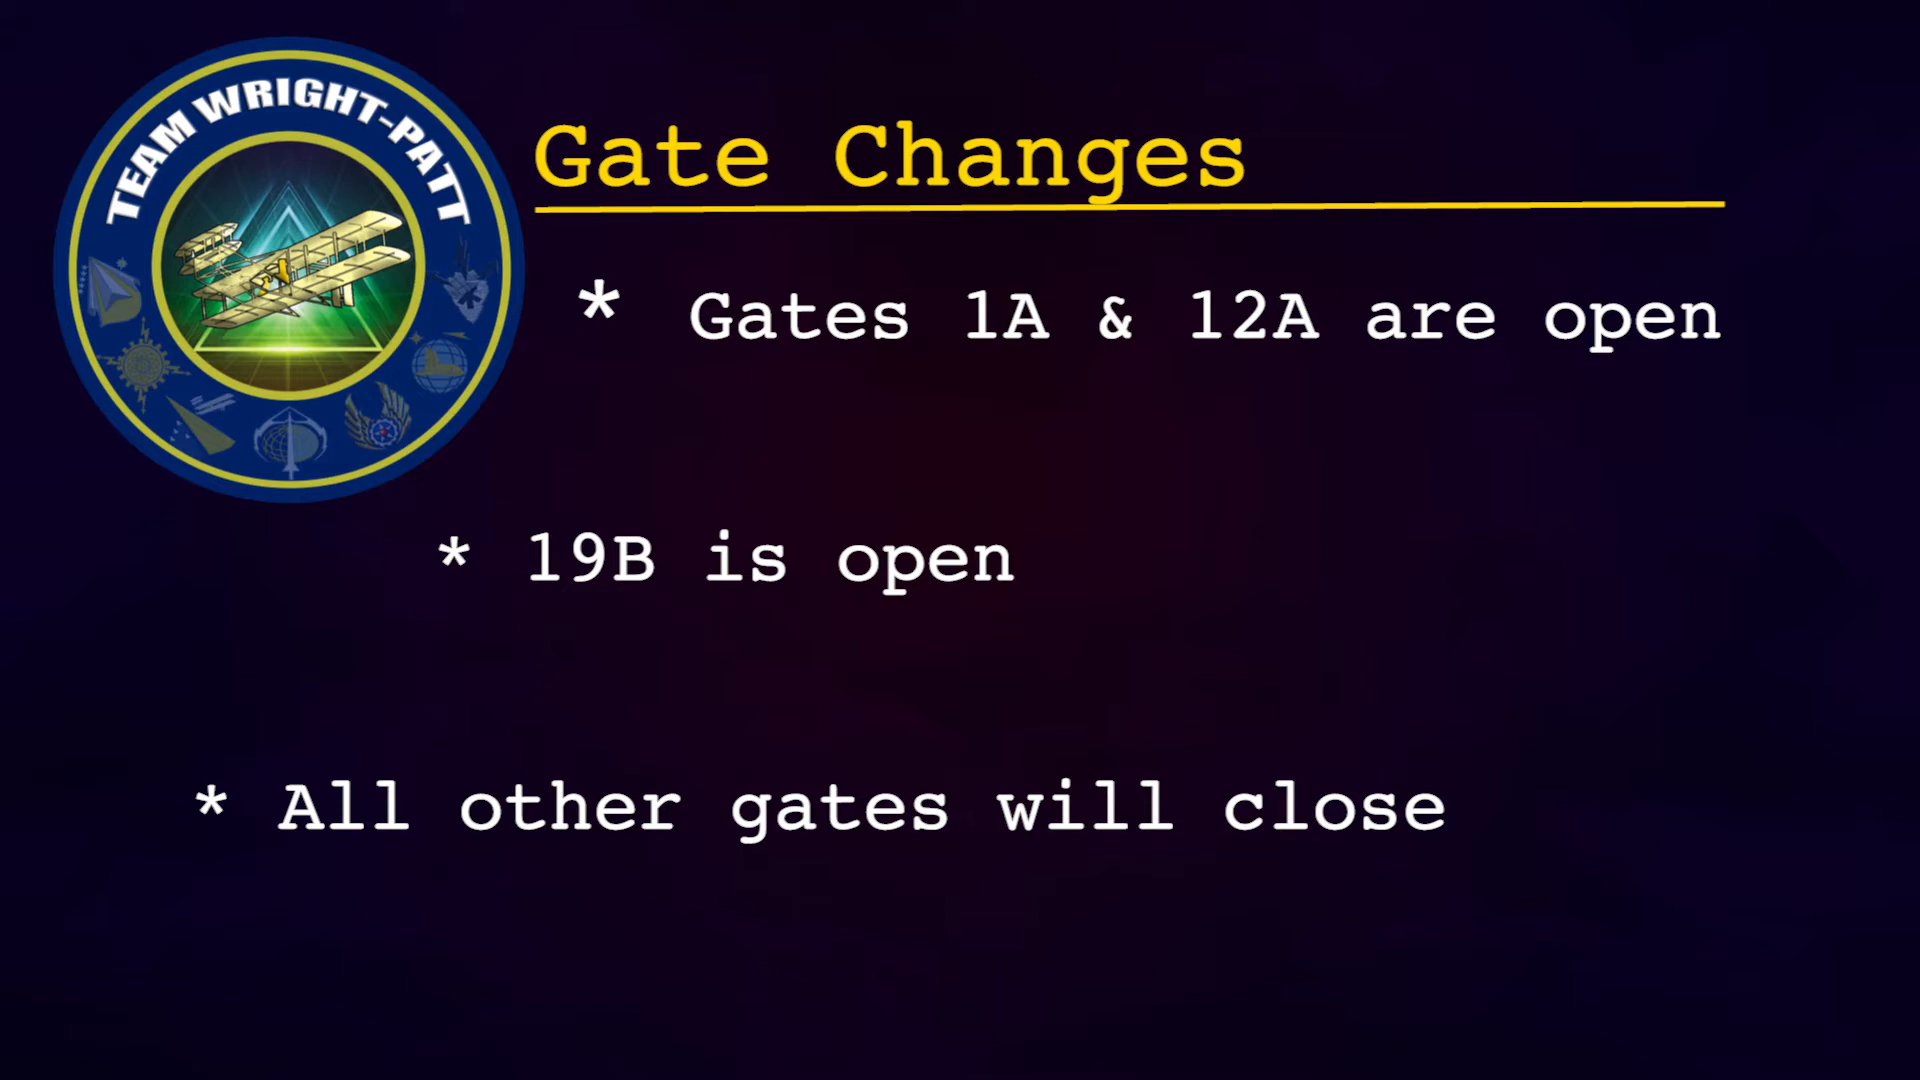 TEAM WRIGHT-PATT
Gate Changes
* Gates 1A & 12A are open
* 19B is open
* All other gates will close